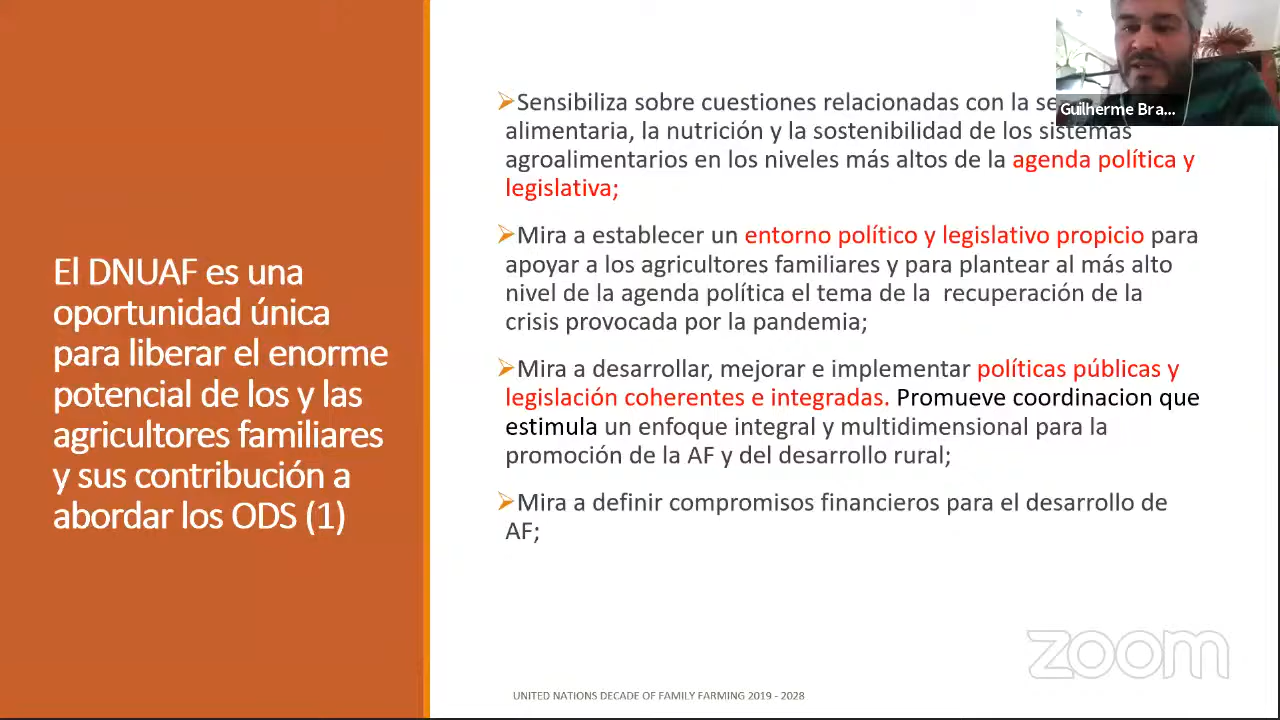 El DNUAF es una
oportunidad única
para liberar el enorme
potencial de los y las
agricultores familiares
y sus contribución a
abordar los ODS (1)
➢Sensibiliza sobre cuestiones relacionadas con la
alimentaria, la nutrición y la sostenibilidad de los sistemas
agroalimentarios en los niveles más altos de la agenda política y
legislativa;
➢Mira a establecer un entorno político y legislativo propicio para
apoyar a los agricultores familiares y para plantear al más alto
nivel de la agenda política el tema de la  recuperación de la
crisis provocada por la pandemia;
➢Mira a desarrollar, mejorar e implementar políticas públicas y
legislación coherentes e integradas. Promueve coordinacion que
estimula un enfoque integral y multidimensional para la
promoción de la AF y del desarrollo rural;
➢Mira a definir compromisos financieros para el desarrollo de
AF;
Guilherme Bra...
zoom
UNITED NATIONS DECADE OF FAMILY FARMING 2019 - 2028